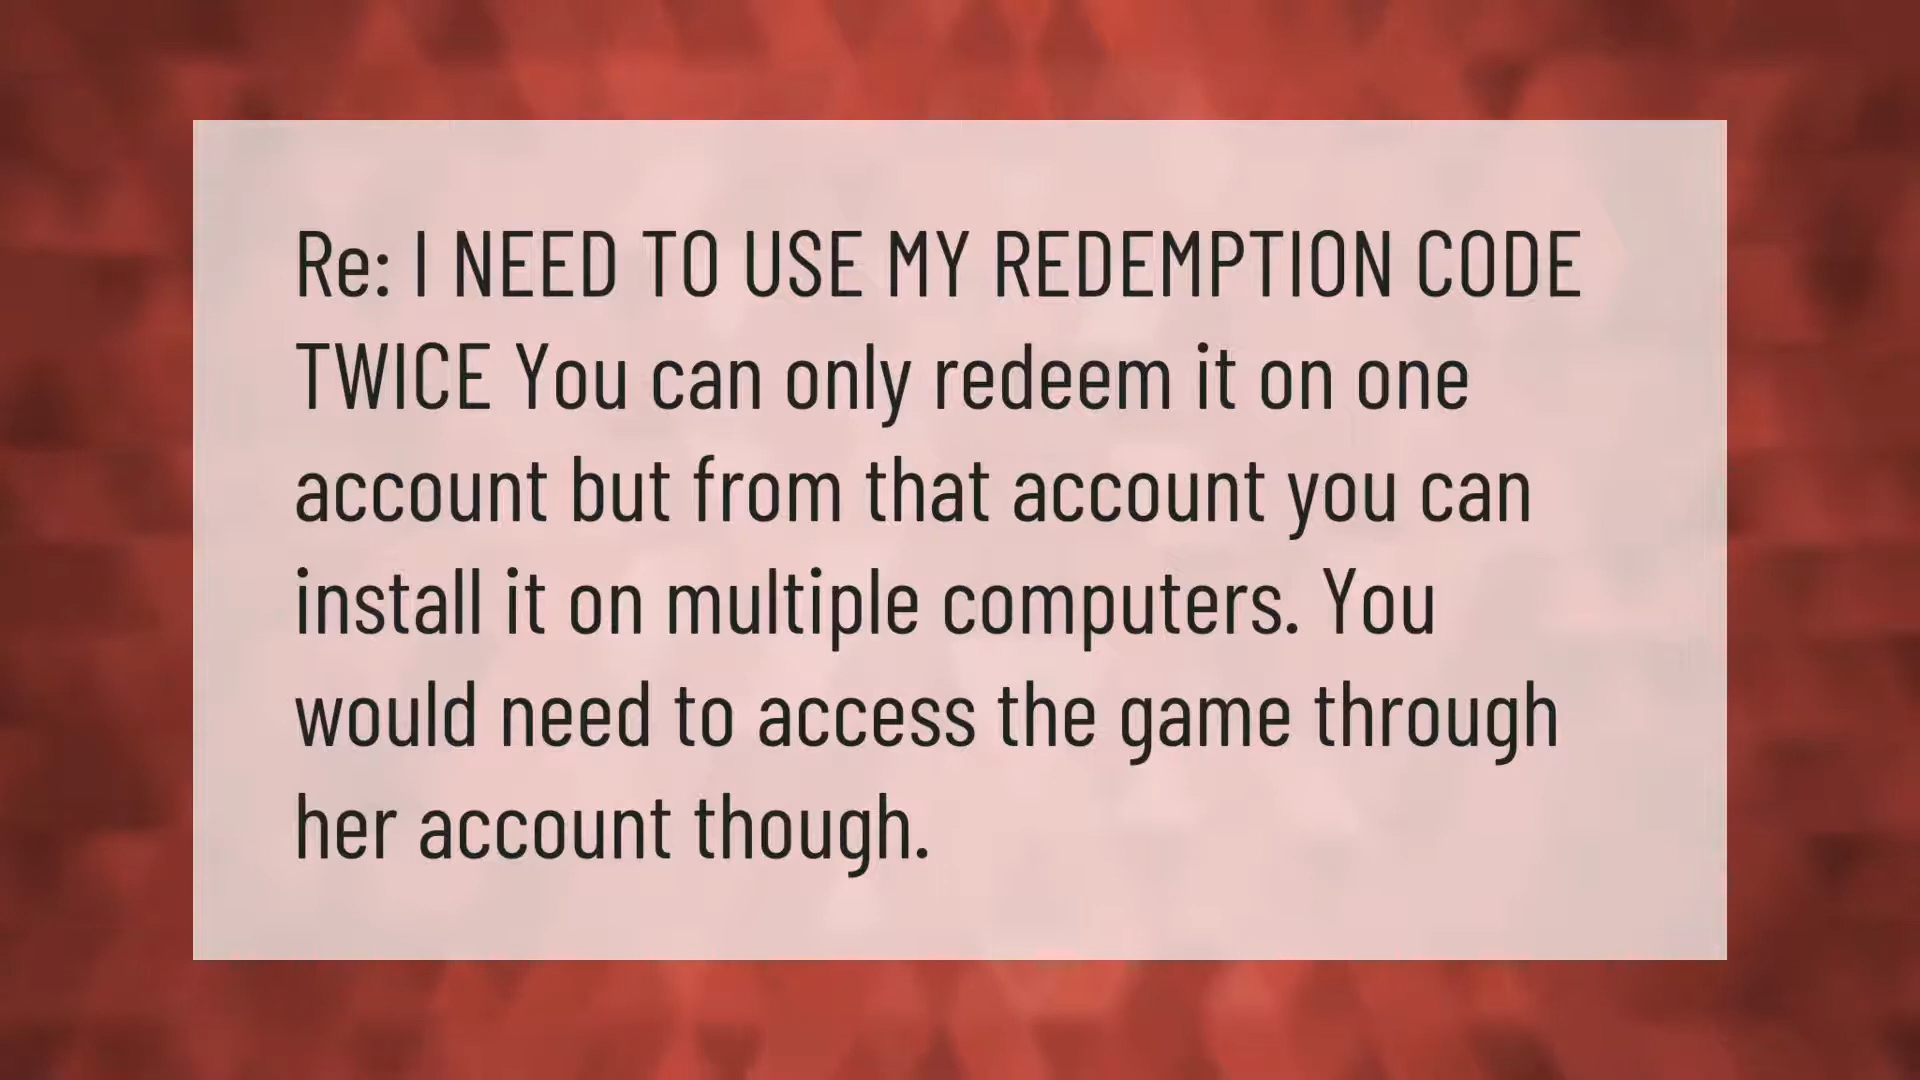 Re: I NEED TO USE MY REDEMPTION CODE
TWICE You can only redeem it on one
account but from that account you can
install it on multiple computers. You
would need to access the game through
her account though.